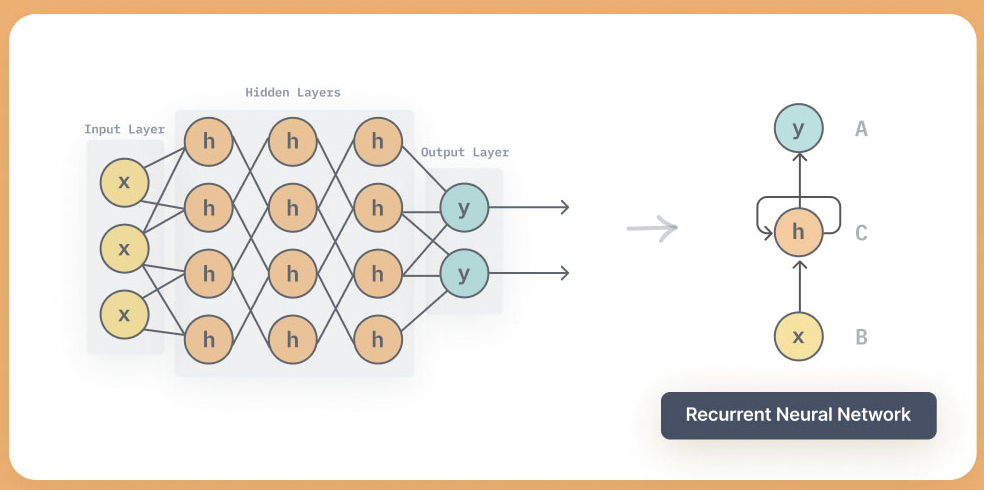 Hidden Layers
Input Layer
Output Layer
x
x
x
h
h
h
h
h
h
h
h
h
h
h
h
y
y
y
A
h
C
x
B
Recurrent Neural Network